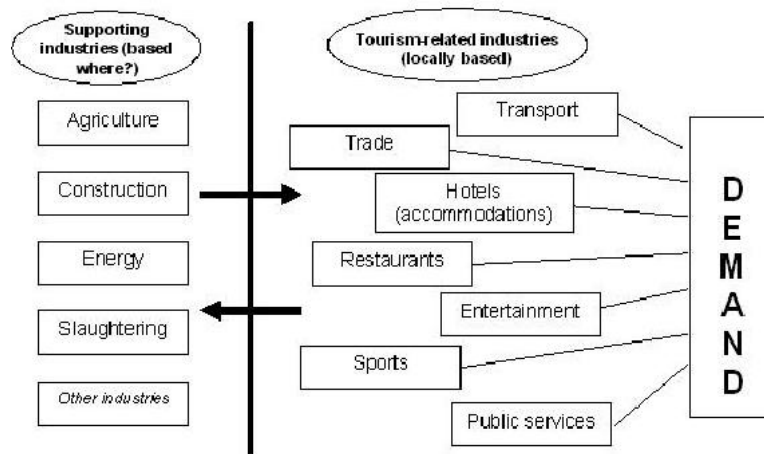 Supporting
industries (based
where?)
Agriculture
Construction
Energy
Slaughtering
Other industries
Tourism-related industries
(locally based)
Transport
Trade
Hotels
(accommodations)
Restaurants
Entertainment
Sports
Public services
DEMAND